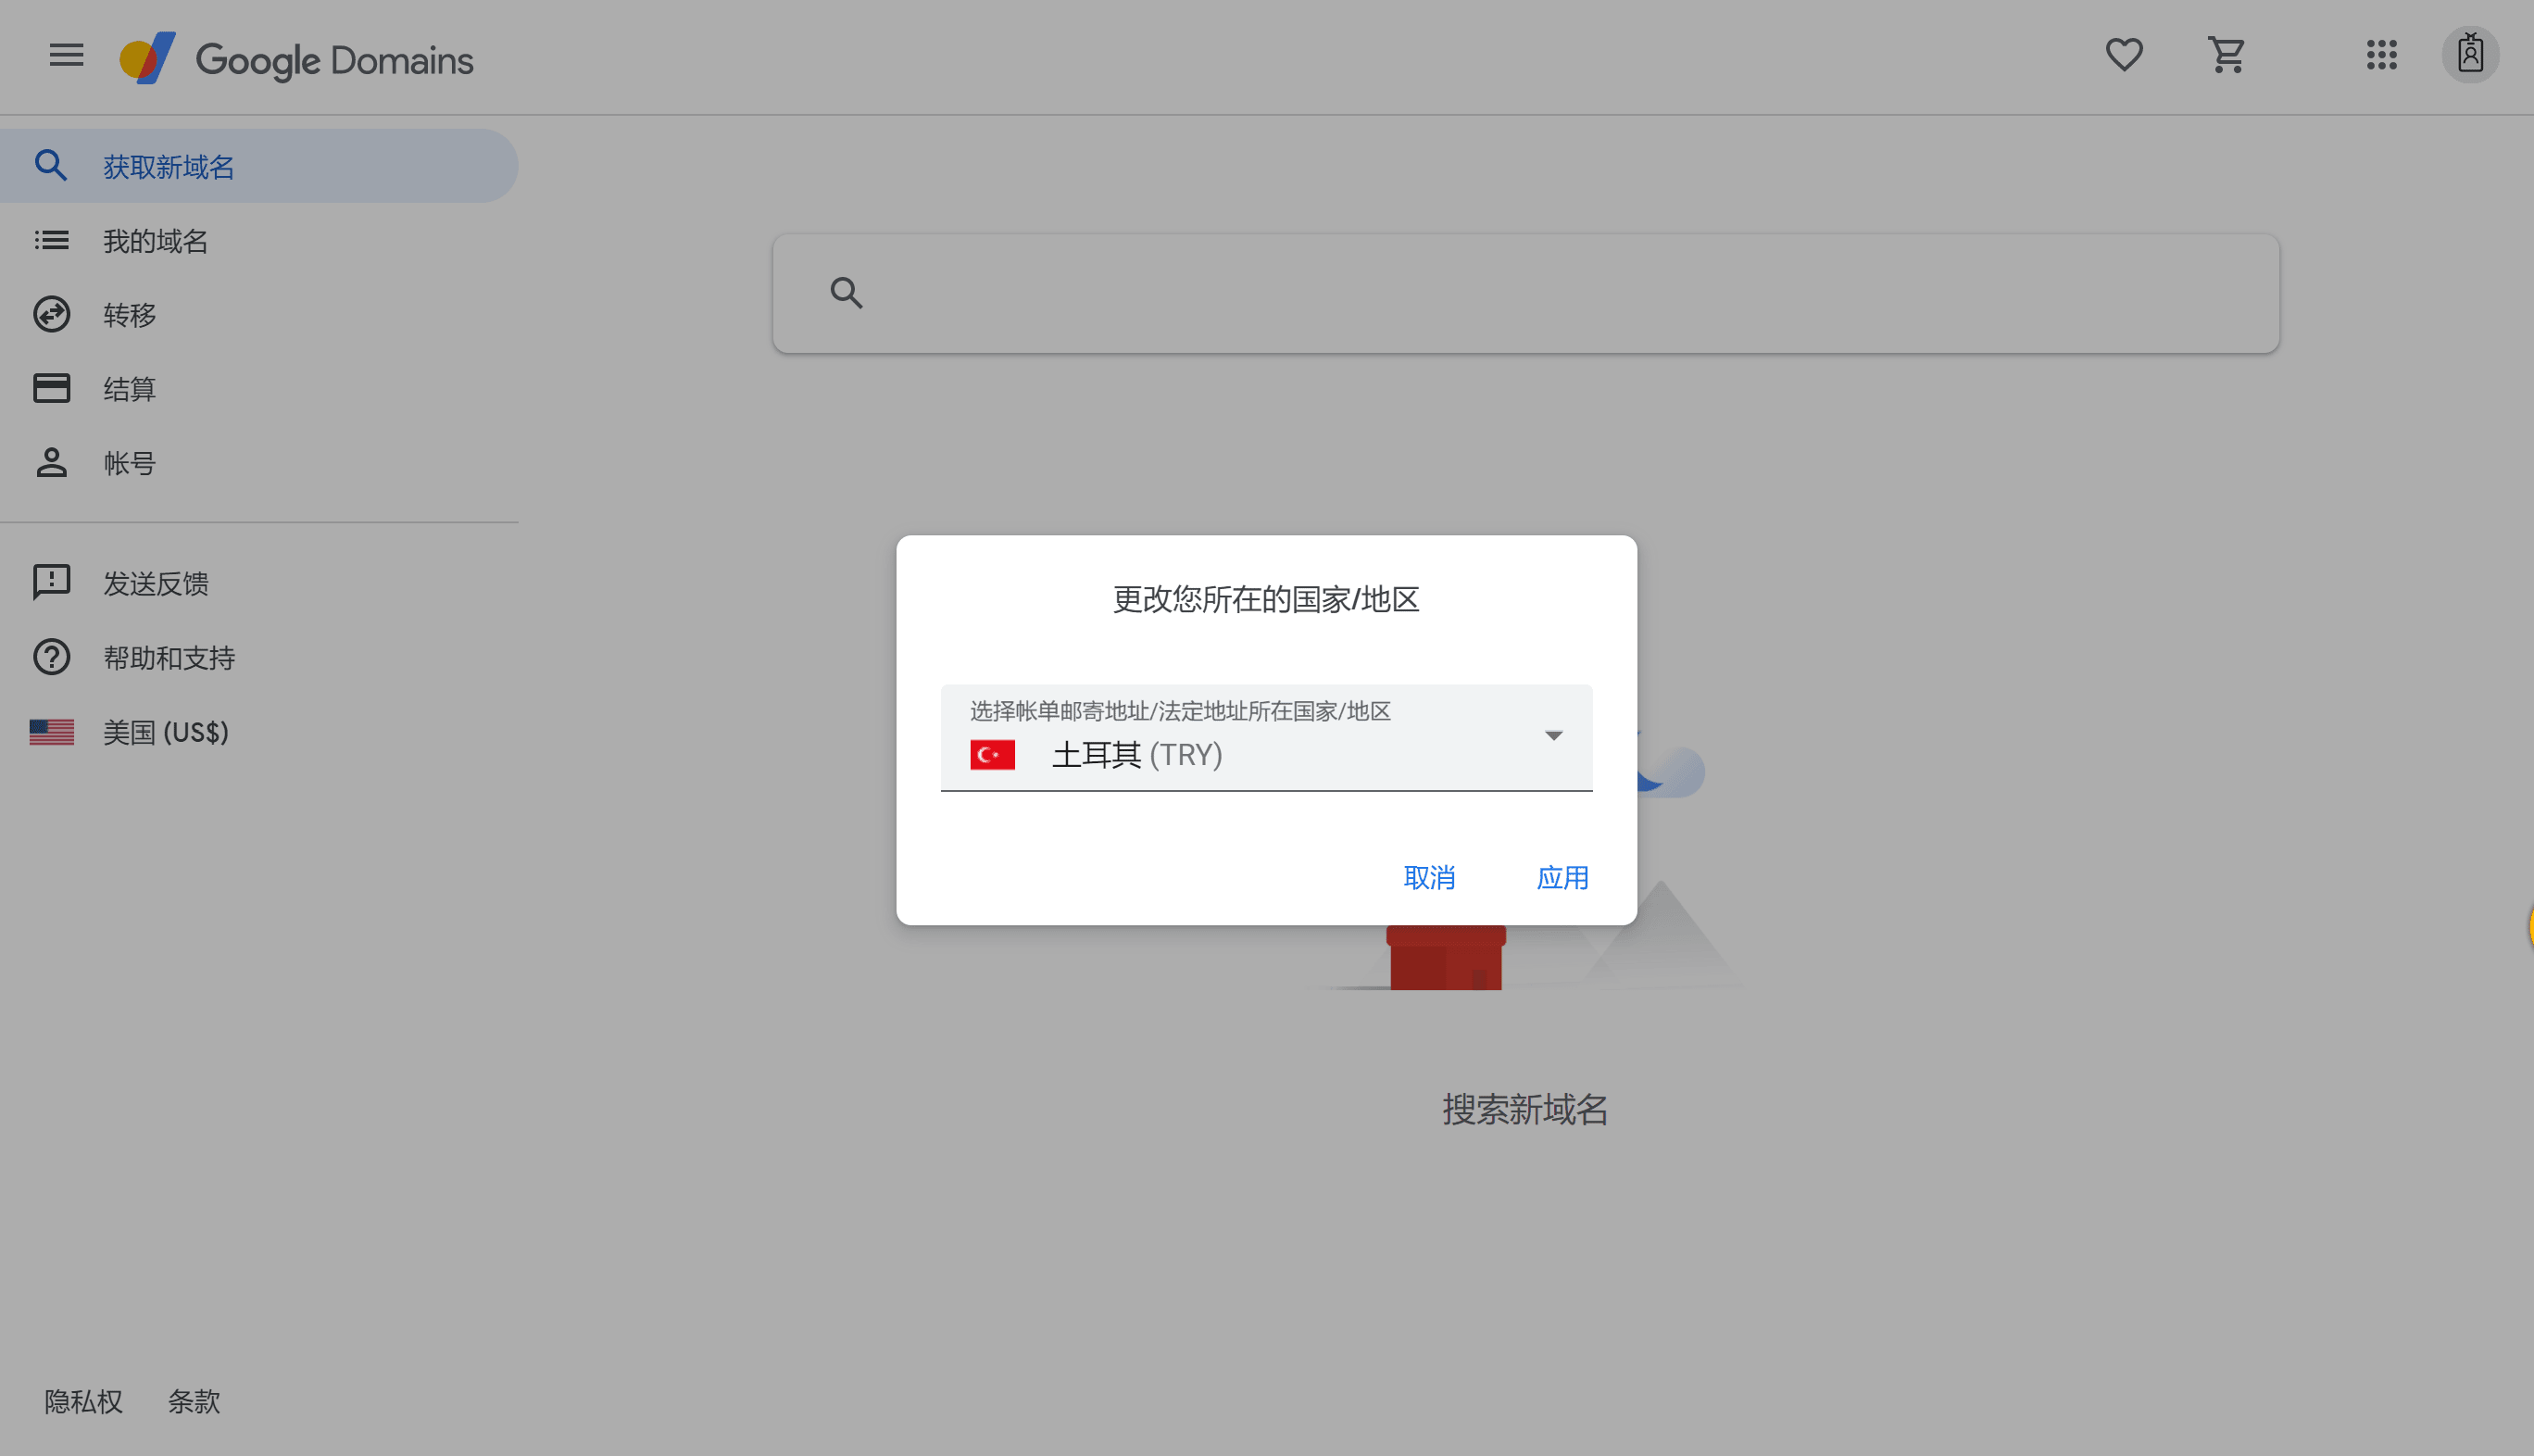 Google Domains
获取新域名
我的域名
转移
结算
帐号
发送反馈
帮助和支持
美国 (US$)
更改您所在的国家/地区
选择帐单邮寄地址/法定地址所在国家/地区
土耳其 (TRY)
取消
应用
搜索新域名
隐私权
条款